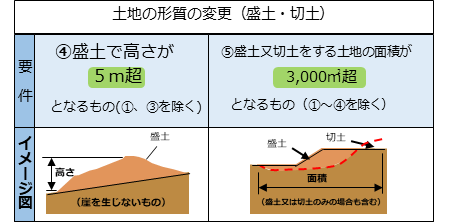 土地の形質の変更（盛土・切土）
要件
④盛土で高さが
５ｍ超
となるもの(①、③を除く)
⑤盛土又切土をする土地の面積が
3,000㎡超
となるもの（①～④を除く）
イメージ図
盛土
高さ
（崖を生じないもの）
盛土
切土
面積
（盛土又は切土のみの場合も含む）